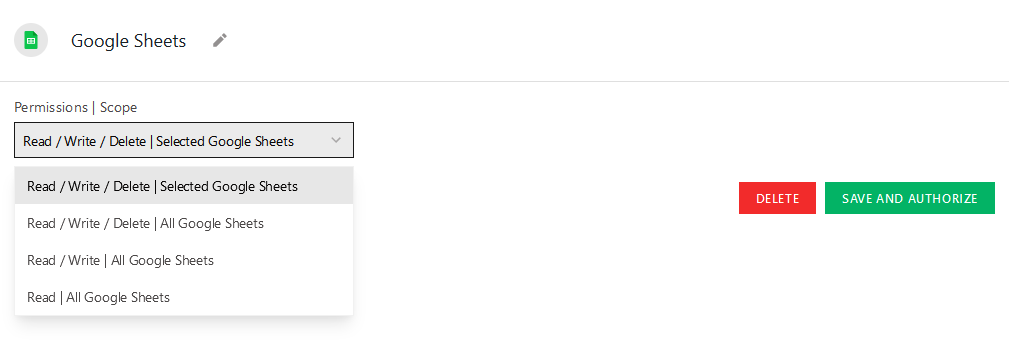 Google Sheets
Permissions | Scope
Read / Write / Delete | Selected Google Sheets
Read / Write / Delete | Selected Google Sheets
Read / Write / Delete | All Google Sheets
Read / Write | All Google Sheets
Read | All Google Sheets
DELETE
SAVE AND AUTHORIZE